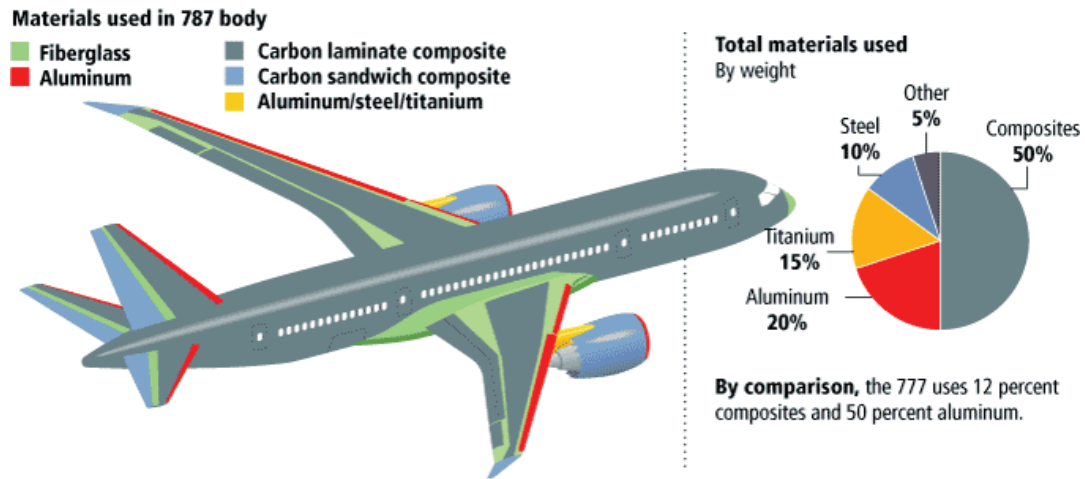 Materials used in 787 body
Fiberglass
Aluminum
Carbon laminate composite
Carbon sandwich composite
Aluminum/steel/titanium
Total materials used
By weight
Other
5%
Steel
10%
Composites
50%
Titanium
15%
Aluminum
20%
By comparison, the 777 uses 12 percent
composites and 50 percent aluminum.